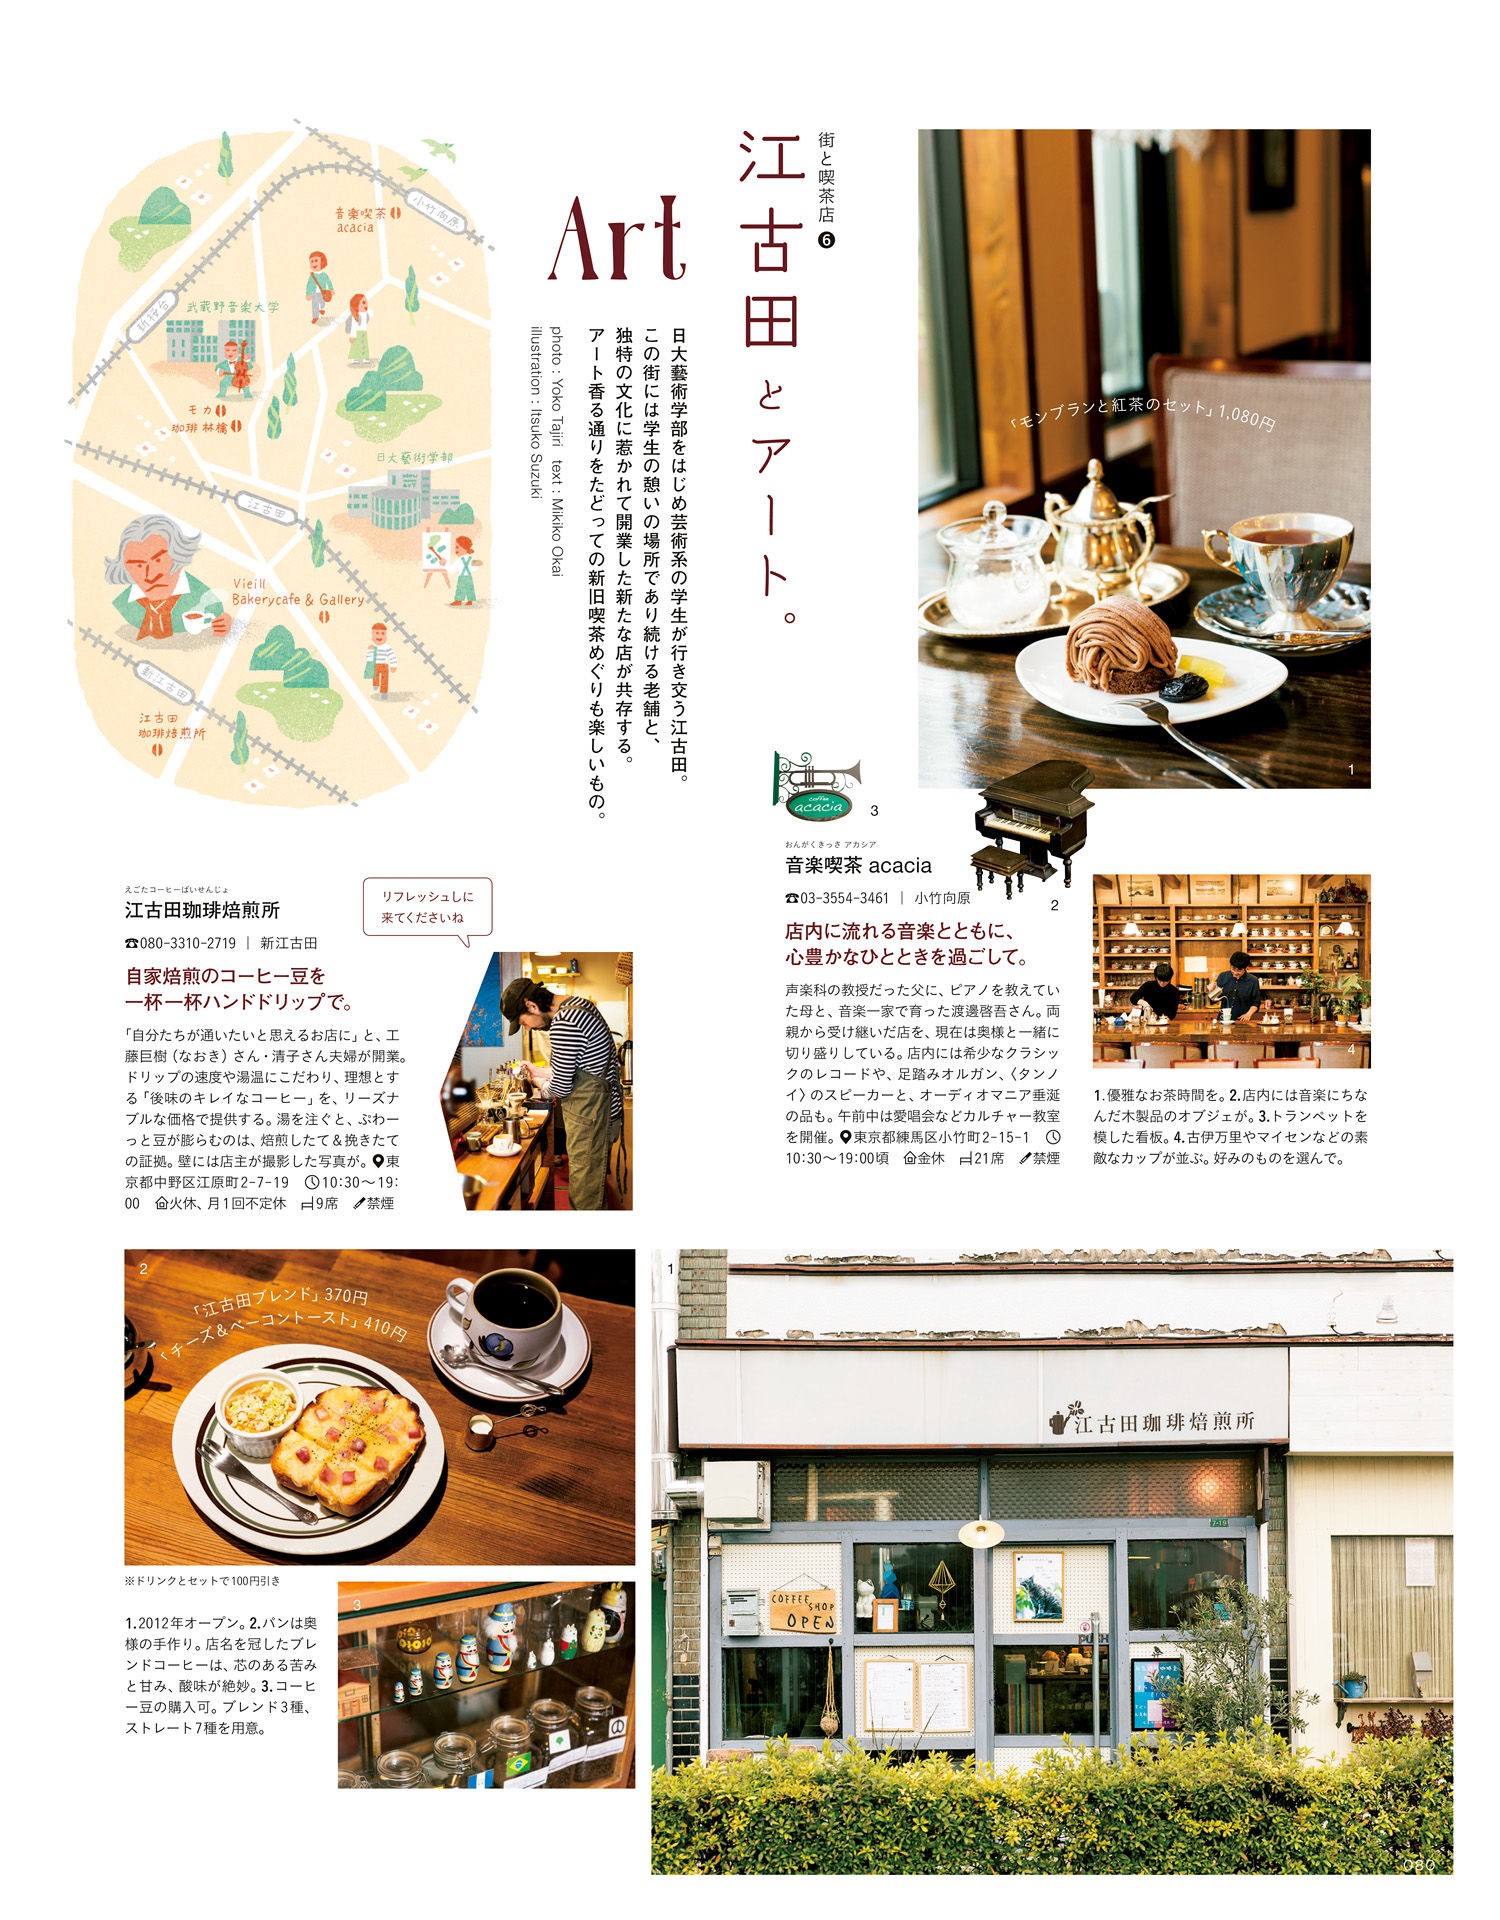 街と喫茶店❻
江古田とアート。
Art
日大藝術学部をはじめ芸術系の学生が行き交う江古田。
この街には学生の憩いの場所であり続ける老舗と、
独特の文化に惹かれて開業した新たな店が共存する。
アート香る通りをたどっての新旧喫茶めぐりも楽しいもの。
photo : Yoko Tajiri text : Mikiko Okai
illustration : Itsuko Suzuki
小竹向原
音楽喫茶
acacia
新桜台
武蔵野音楽大学
モカ
珈琲 林檎
日大藝術学部
江古田
Vieill
Bakerycafe & Gallery
新江古田
江古田
珈琲焙煎所
「モンブランと紅茶のセット」1,080円
1
coffee
acacia
3
2
おんがくきっさ アカシア
音楽喫茶 acacia
☎03-3554-3461 | 小竹向原
店内に流れる音楽とともに、
心豊かなひとときを過ごして。
声楽科の教授だった父に、ピアノを教えてい
た母と、音楽一家で育った渡邊啓吾さん。両
親から受け継いだ店を、現在は奥様と一緒に
切り盛りしている。店内には希少なクラシッ
クのレコードや、足踏みオルガン、〈タンノ
イ〉のスピーカーと、オーディオマニア垂涎
の品も。午前中は愛唱会などカルチャー教室
を開催。東京都練馬区小竹町2-15-1
10:30〜19:00頃 金休 21席 禁煙
4
1.優雅なお茶時間を。2.店内には音楽にちな
んだ木製品のオブジェが。3.トランペットを
模した看板。4.古伊万里やマイセンなどの素
敵なカップが並ぶ。好みのものを選んで。
えごたコーヒーばいせんじょ
江古田珈琲焙煎所
☎080-3310-2719 | 新江古田
リフレッシュしに
来てくださいね
自家焙煎のコーヒー豆を
一杯一杯ハンドドリップで。
「自分たちが通いたいと思えるお店に」と、工
藤巨樹（なおき）さん・清子さん夫婦が開業。
ドリップの速度や湯温にこだわり、理想とす
る「後味のキレイなコーヒー」を、リーズナ
ブルな価格で提供する。湯を注ぐと、ぷわー
っと豆が膨らむのは、焙煎したて＆挽きたて
の証拠。壁には店主が撮影した写真が。東
京都中野区江原町2-7-19 10:30〜19:
00 火休、月1回不定休 9席 禁煙
2
「江古田ブレンド」370円
「チーズ＆ベーコントースト」410円
※ドリンクとセットで100円引き
1.2012年オープン。2.パンは奥
様の手作り。店名を冠したブレ
ンドコーヒーは、芯のある苦み
と甘み、酸味が絶妙。3.コーヒ
ー豆の購入可。ブレンド3種、
ストレート7種を用意。
3
1
江古田珈琲焙煎所
7-19
COFFEE
SHOP
OPEN
PUSH
080